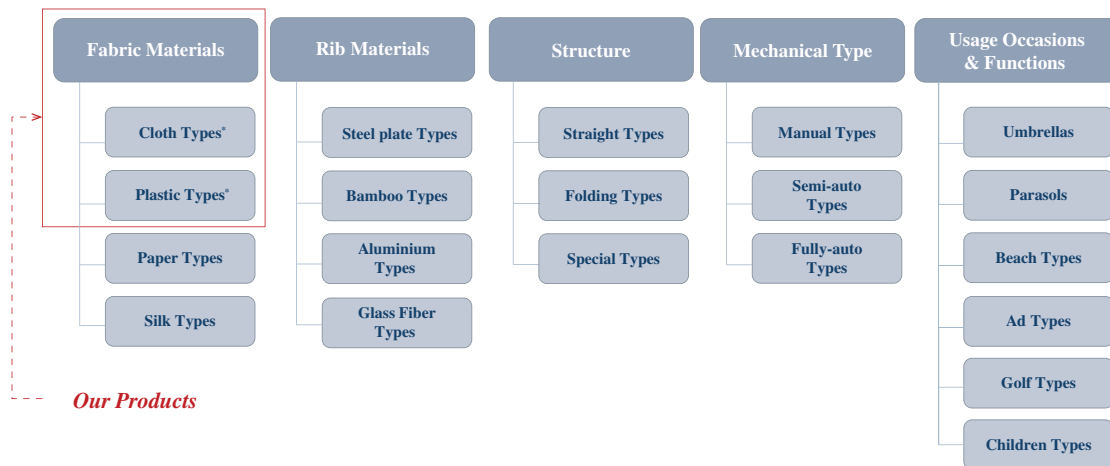 Fabric Materials
Cloth Types*
Plastic Types*
Paper Types
Silk Types
Rib Materials
Steel plate Types
Bamboo Types
Aluminium
Types
Glass Fiber
Types
Structure
Straight Types
Folding Types
Special Types
Mechanical Type
Manual Types
Semi-auto
Types
Fully-auto
Types
Usage Occasions
& Functions
Umbrellas
Parasols
Beach Types
Ad Types
Golf Types
Children Types
Our Products